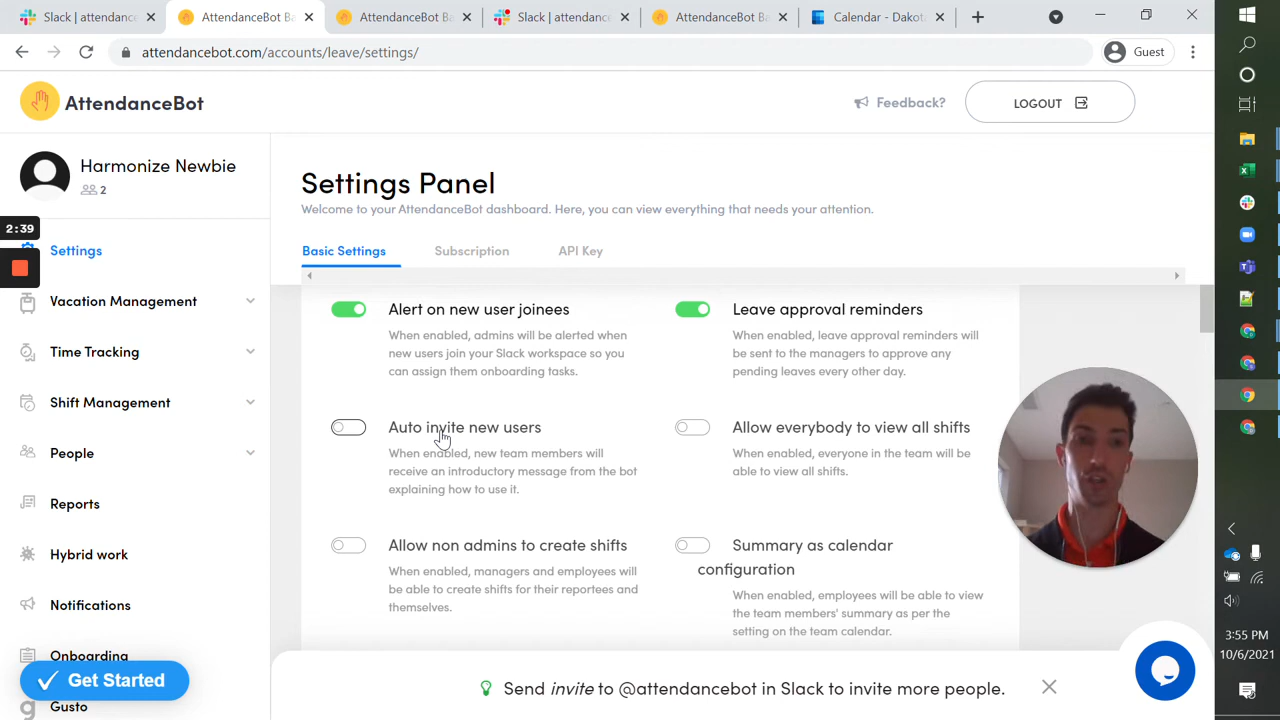 Slack | attendance
AttendanceBot Ba
AttendanceBot Ba
Slack | attendanc
AttendanceBot Ba
Calendar - Dakot
attendancebot.com/accounts/leave/settings/
Guest
AttendanceBot
Feedback?
LOGOUT
Harmonize Newbie
2
2:39
Settings
Vacation Management
Time Tracking
Shift Management
People
Reports
Hybrid work
Notifications
Onboarding
Get Started
Gusto
Settings Panel
Welcome to your AttendanceBot dashboard. Here, you can view everything that needs your attention.
Basic Settings
Subscription
API Key
Alert on new user joinees
When enabled, admins will be alerted when
new users join your Slack workspace so you
can assign them onboarding tasks.
Leave approval reminders
When enabled, leave approval reminders will
be sent to the managers to approve any
pending leaves every other day.
Auto invite new users
When enabled, new team members will
receive an introductory message from the bot
explaining how to use it.
Allow everybody to view all shifts
When enabled, everyone in the team will be
able to view all shifts.
Allow non admins to create shifts
When enabled, managers and employees will
be able to create shifts for their reportees and
themselves.
Summary as calendar
configuration
When enabled, employees will be able to view
the team members' summary as per the
setting on the team calendar.
Send invite to @attendancebot in Slack to invite more people.
3:55 PM
10/6/2021